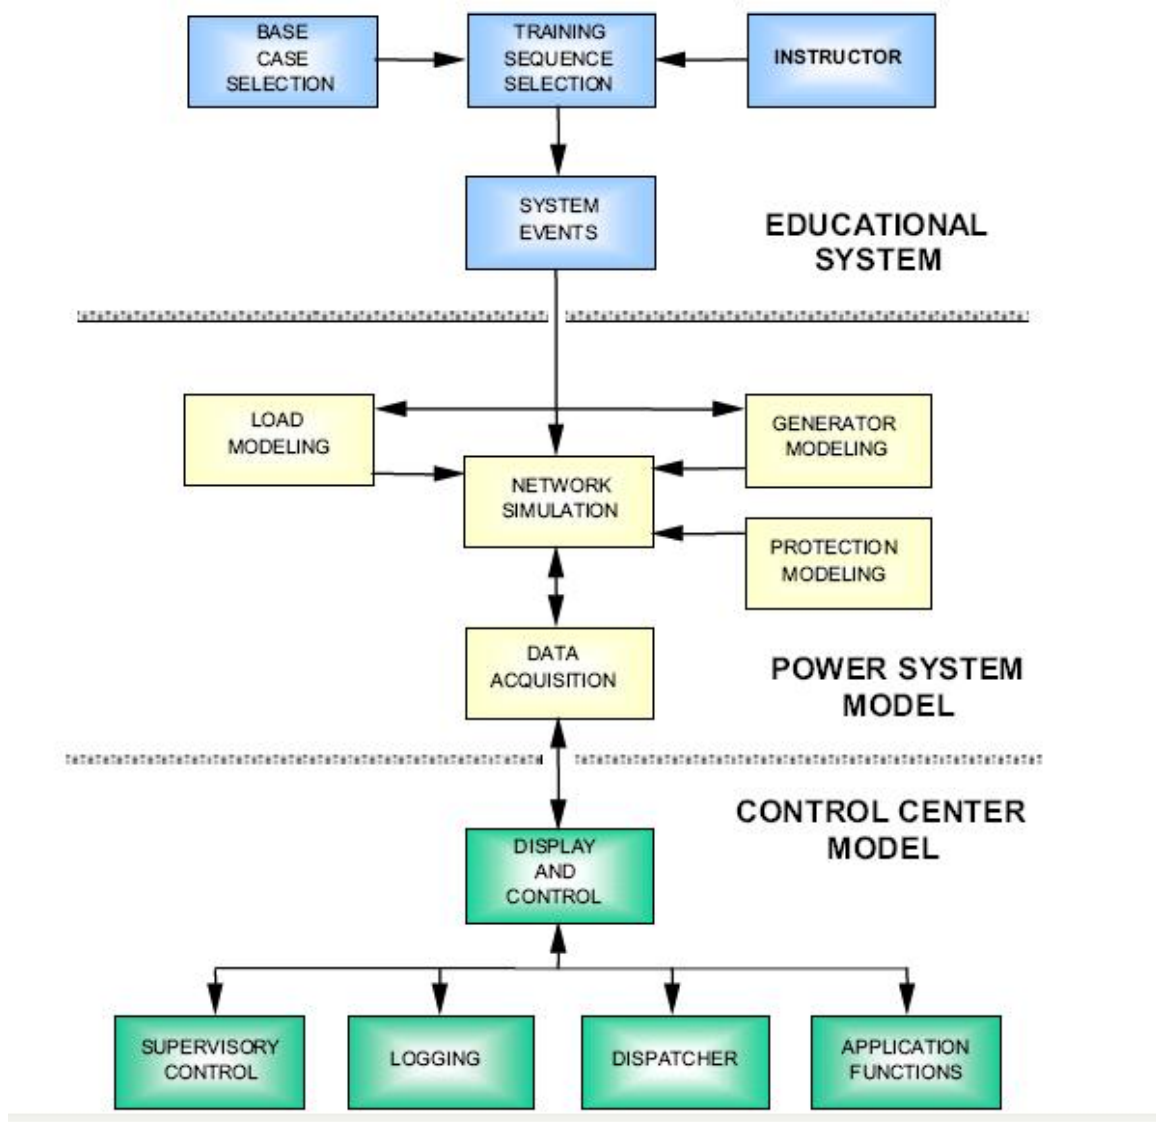 BASE
CASE
SELECTION
TRAINING
SEQUENCE
SELECTION
INSTRUCTOR
SYSTEM
EVENTS
EDUCATIONAL
SYSTEM
LOAD
MODELING
GENERATOR
MODELING
NETWORK
SIMULATION
PROTECTION
MODELING
DATA
ACQUISITION
POWER SYSTEM
MODEL
CONTROL CENTER
MODEL
DISPLAY
AND
CONTROL
SUPERVISORY
CONTROL
LOGGING
DISPATCHER
APPLICATION
FUNCTIONS